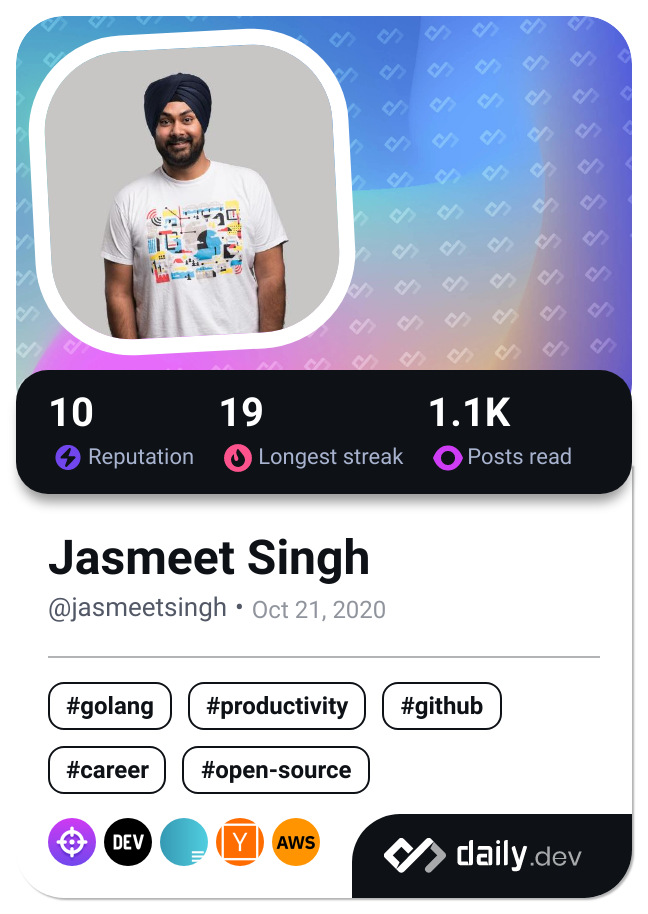 10 19 1.1K
Reputation Longest streak Posts read
Jasmeet Singh
@jasmeetsingh • Oct 21, 2020
#golang #productivity #github
#career #open-source
DEV Y AWS
daily.dev